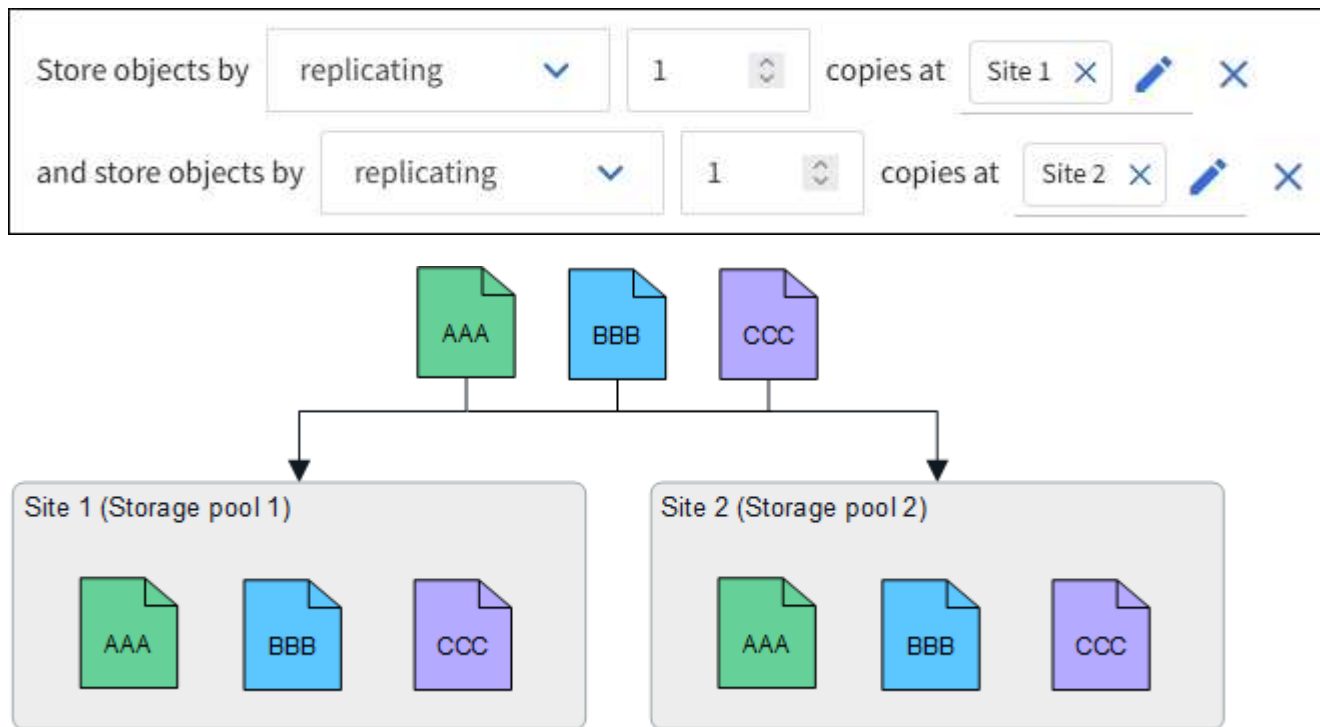 Store objects by replicating 1 copies at Site 1
and store objects by replicating 1 copies at Site 2
AAA BBB CCC
Site 1 (Storage pool 1)
AAA BBB CCC
Site 2 (Storage pool 2)
AAA BBB CCC